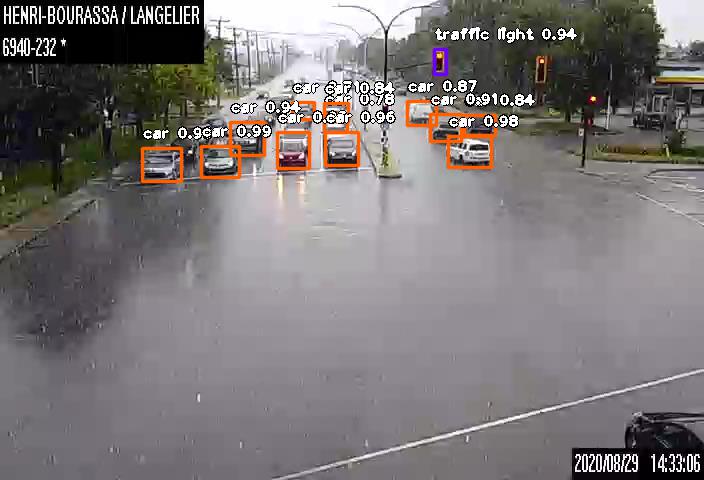 HENRI-BOURASSA / LANGELIER
6940-232 *
traffic light 0.94
car 0.84
car 0.87
car 0.78
car 0.94
car 0.91
0.84
car 0.96
car 0.98
car 0.99
2020/08/29 14:33:06